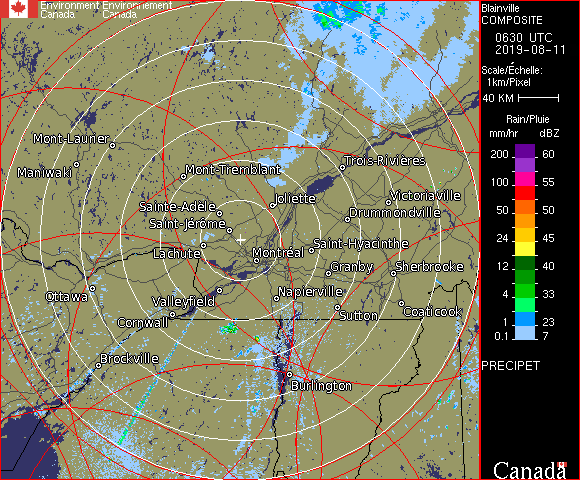 Environment Environnement
Canada Canada
Blainville
COMPOSITE
0630 UTC
2019-08-11
Scale/Échelle:
1km/Pixel
40 KM
Rain/Pluie
mm/hr dBZ
200 60
100 55
50 50
24 45
12 40
4 33
1 23
0.1 7
PRECIPET
Canada
Mont-Laurier
Maniwaki
Mont-Tremblant
Trois-Rivières
Sainte-Adèle
Joliette
Victoriaville
Drummondville
Saint-Jérôme
Saint-Hyacinthe
Lachute
Montréal
Granby
Sherbrooke
Ottawa
Valleyfield
Napierville
Coaticook
Sutton
Cornwall
Brockville
Burlington